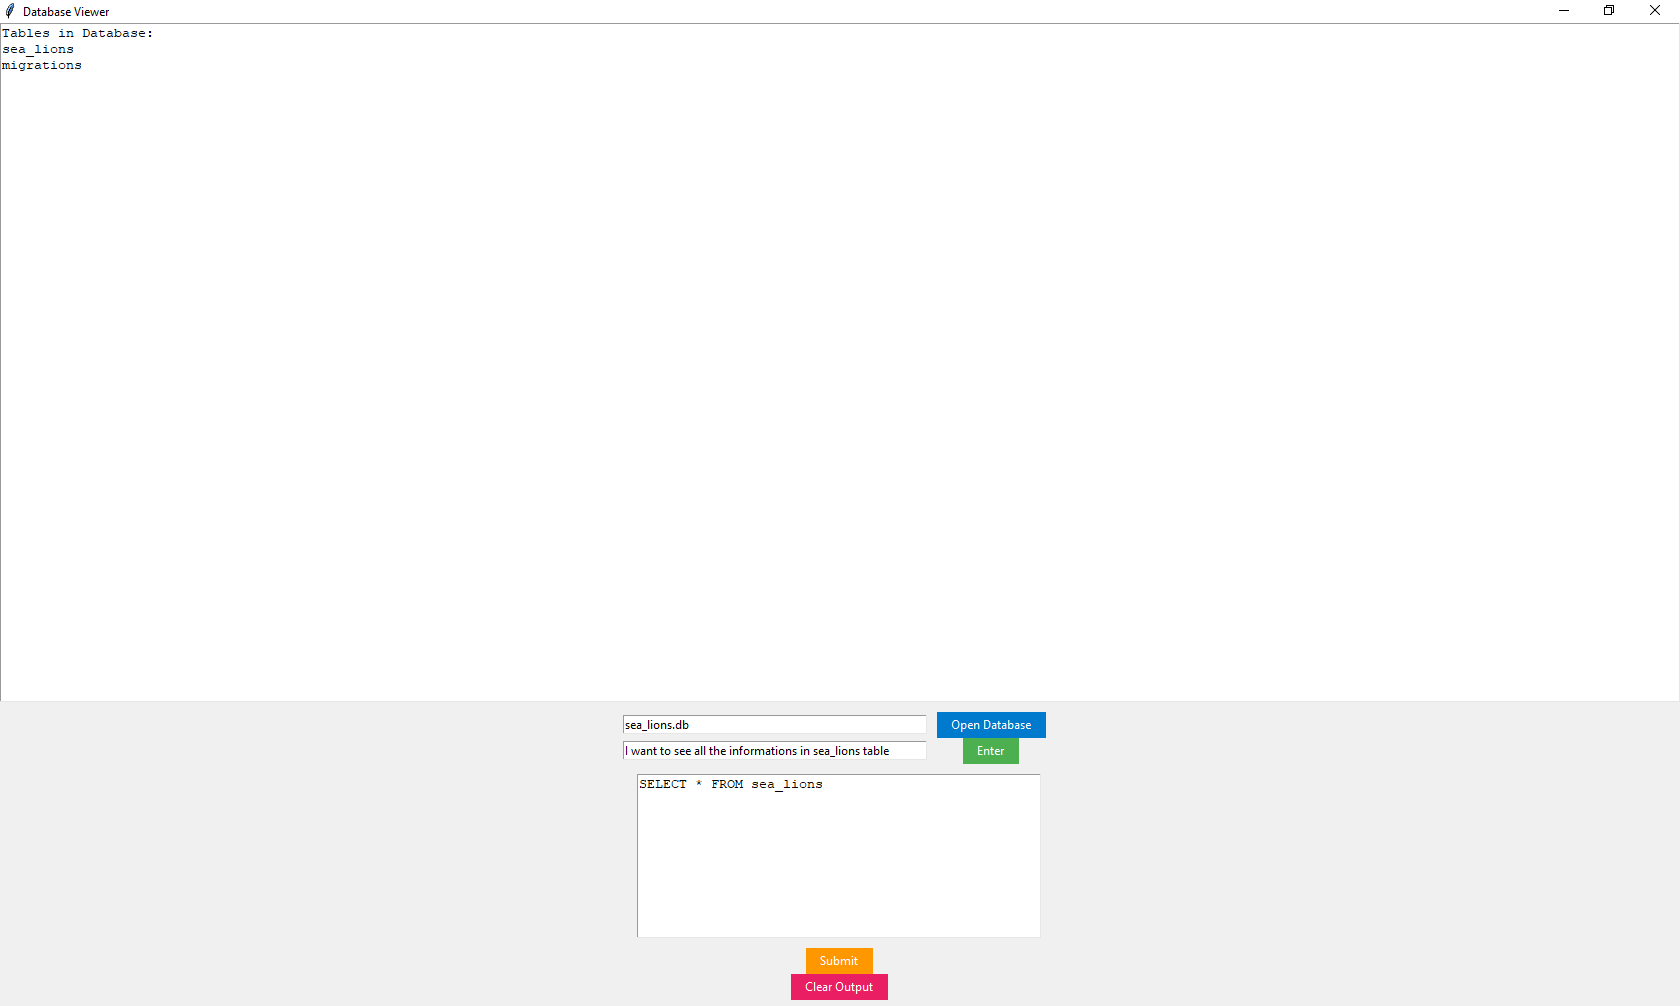 Database Viewer
Tables in Database:
sea_lions
migrations
sea_lions.db
Open Database
I want to see all the informations in sea_lions table
Enter
SELECT * FROM sea_lions
Submit
Clear Output